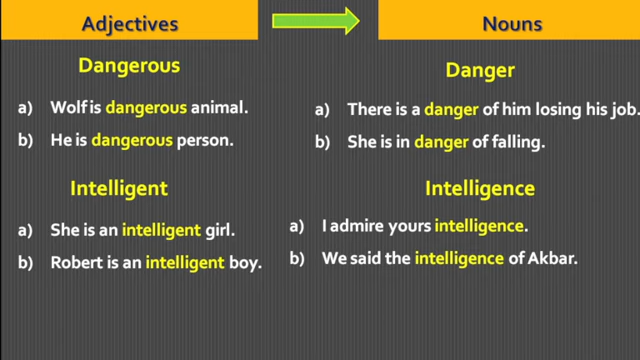 Adjectives
Nouns
Dangerous
a) Wolf is dangerous animal.
b) He is dangerous person.
Danger
a) There is a danger of him losing his job.
b) She is in danger of falling.
Intelligent
a) She is an intelligent girl.
b) Robert is an intelligent boy.
Intelligence
a) I admire yours intelligence.
b) We said the intelligence of Akbar.